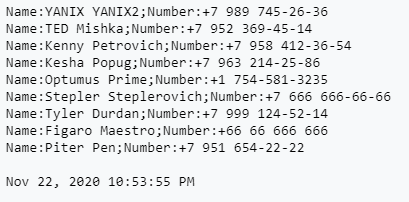 Name:YANIX YANIX2;Number:+7 989 745-26-36
Name:TED Mishka;Number:+7 952 369-45-14
Name:Kenny Petrovich;Number:+7 958 412-36-54
Name:Kesha Popug;Number:+7 963 214-25-86
Name:Optumus Prime;Number:+1 754-581-3235
Name:Stepler Steplerovich;Number:+7 666 666-66-66
Name:Tyler Durdan;Number:+7 999 124-52-14
Name:Figaro Maestro;Number:+66 66 666 666
Name:Piter Pen;Number:+7 951 654-22-22
Nov 22, 2020 10:53:55 PM